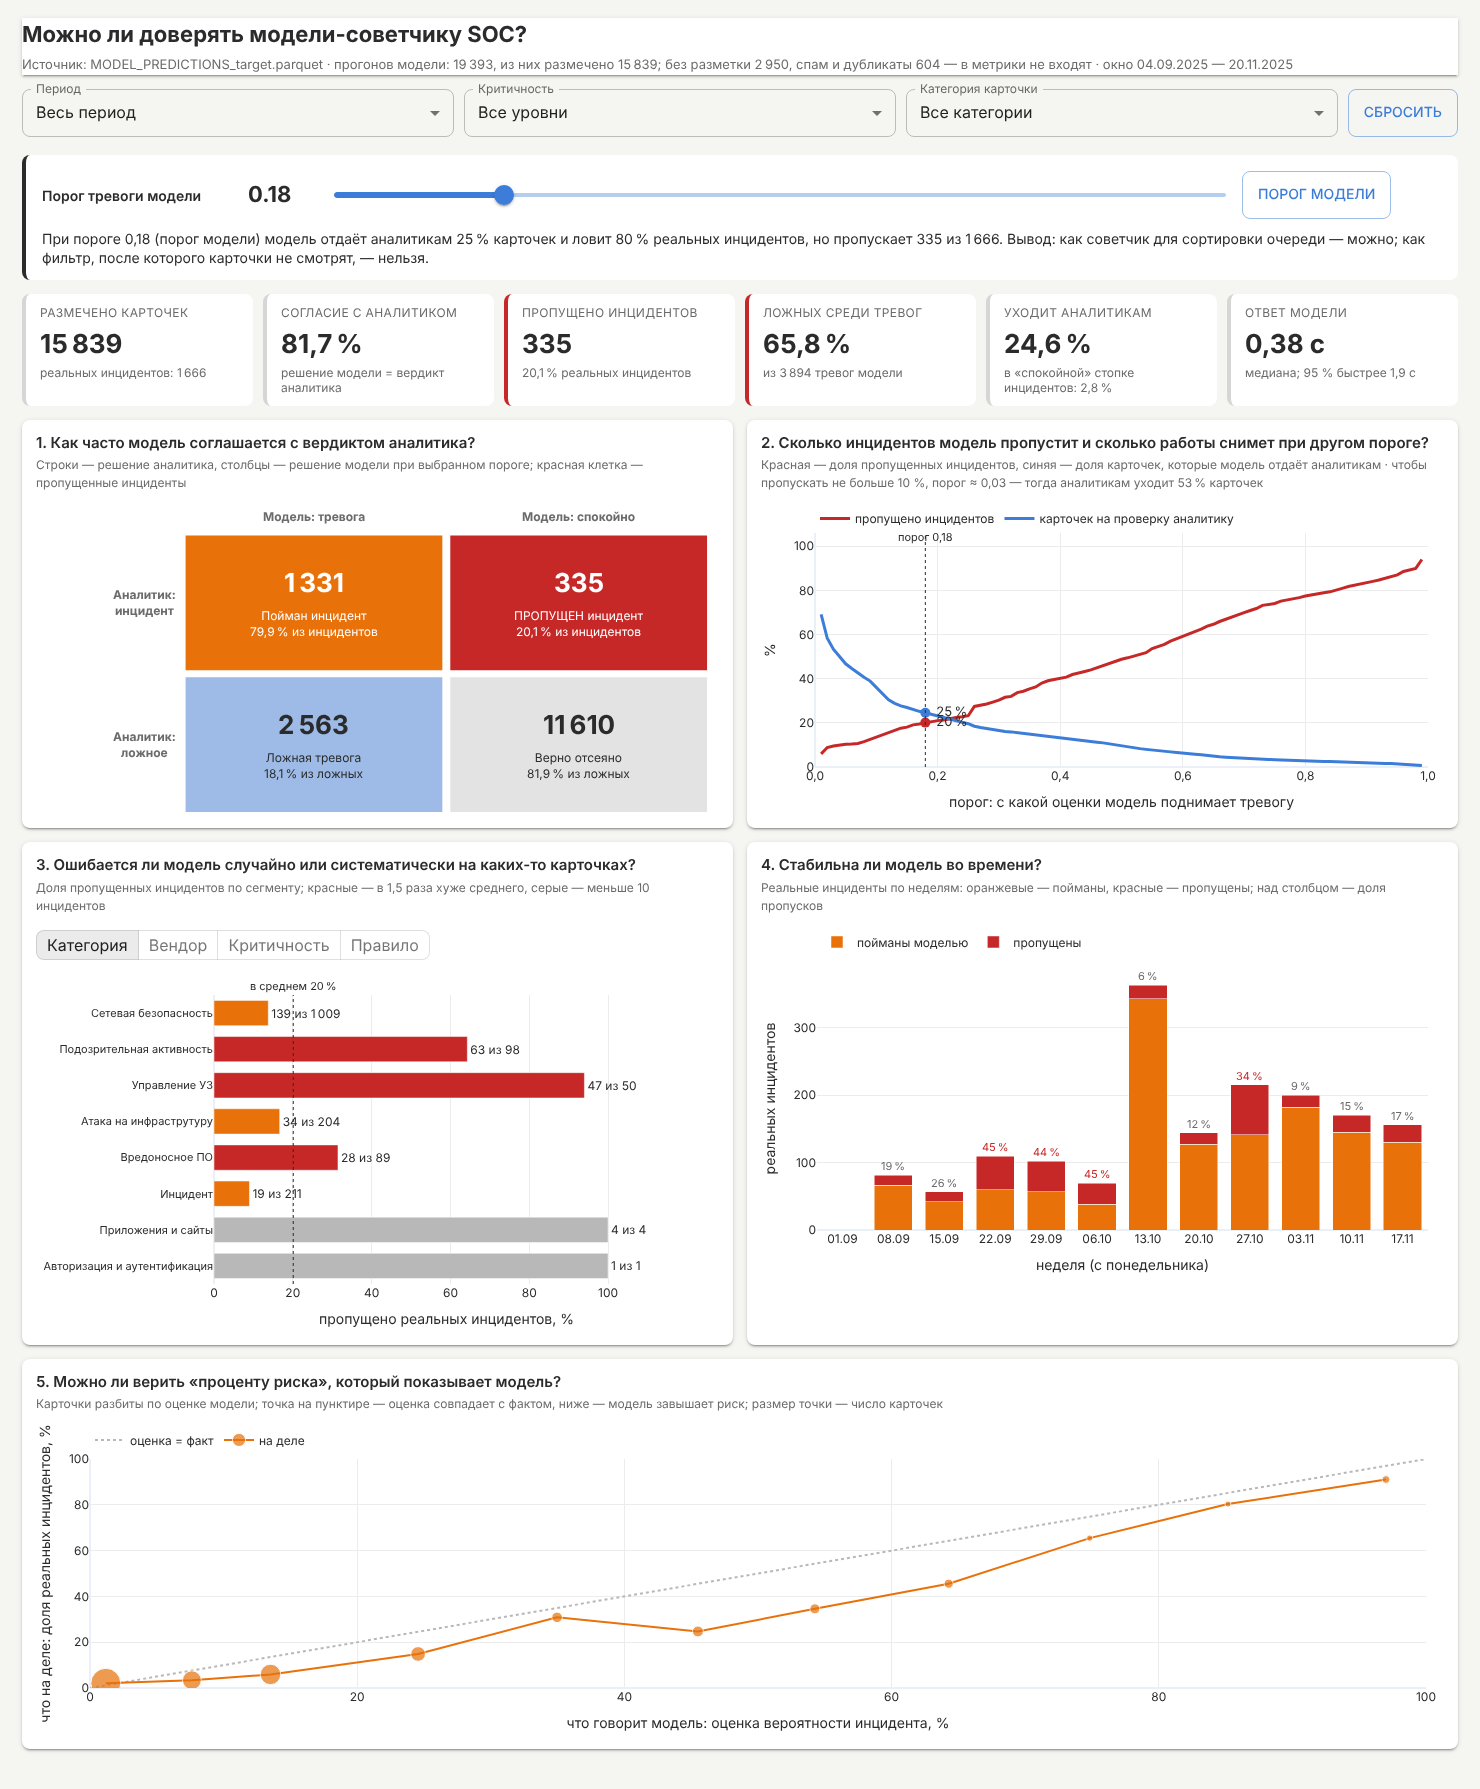 Можно ли доверять модели-советчику SOC?
Источник: MODEL_PREDICTIONS_target.parquet · прогонов модели: 19 393, из них размечено 15 839; без разметки 2 950, спам и дубликаты 604 — в метрики не входят · окно 04.09.2025 — 20.11.2025
Период
Весь период
Критичность
Все уровни
Категория карточки
Все категории
СБРОСИТЬ
Порог тревоги модели
0.18
ПОРОГ МОДЕЛИ
При пороге 0,18 (порог модели) модель отдаёт аналитикам 25 % карточек и ловит 80 % реальных инцидентов, но пропускает 335 из 1 666. Вывод: как советчик для сортировки очереди — можно; как
фильтр, после которого карточки не смотрят, — нельзя.
РАЗМЕЧЕНО КАРТОЧЕК
15 839
реальных инцидентов: 1 666
СОГЛАСИЕ С АНАЛИТИКОМ
81,7 %
решение модели = вердикт
аналитика
ПРОПУЩЕНО ИНЦИДЕНТОВ
335
20,1 % реальных инцидентов
ЛОЖНЫХ СРЕДИ ТРЕВОГ
65,8 %
из 3 894 тревог модели
УХОДИТ АНАЛИТИКАМ
24,6 %
в «спокойной» стопке
инцидентов: 2,8 %
ОТВЕТ МОДЕЛИ
0,38 с
медиана; 95 % быстрее 1,9 с
1. Как часто модель соглашается с вердиктом аналитика?
Строки — решение аналитика, столбцы — решение модели при выбранном пороге; красная клетка —
пропущенные инциденты
Модель: тревога
Модель: спокойно
Аналитик:
инцидент
1 331
Пойман инцидент
79,9 % из инцидентов
335
ПРОПУЩЕН инцидент
20,1 % из инцидентов
Аналитик:
ложное
2 563
Ложная тревога
18,1 % из ложных
11 610
Верно отсеяно
81,9 % из ложных
2. Сколько инцидентов модель пропустит и сколько работы снимет при другом пороге?
Красная — доля пропущенных инцидентов, синяя — доля карточек, которые модель отдаёт аналитикам · чтобы
пропускать не больше 10 %, порог ≈ 0,03 — тогда аналитикам уходит 53 % карточек
пропущено инцидентов
карточек на проверку аналитику
порог 0,18
100
80
60
40
20
0
%
25 %
20 %
0,0
0,2
0,4
0,6
0,8
1,0
порог: с какой оценки модель поднимает тревогу
3. Ошибается ли модель случайно или систематически на каких-то карточках?
Доля пропущенных инцидентов по сегменту; красные — в 1,5 раза хуже среднего, серые — меньше 10
инцидентов
Категория
Вендор
Критичность
Правило
в среднем 20 %
Сетевая безопасность
139 из 1 009
Подозрительная активность
63 из 98
Управление УЗ
47 из 50
Атака на инфраструтуру
34 из 204
Вредоносное ПО
28 из 89
Инцидент
19 из 211
Приложения и сайты
4 из 4
Авторизация и аутентификация
1 из 1
0
20
40
60
80
100
пропущено реальных инцидентов, %
4. Стабильна ли модель во времени?
Реальные инциденты по неделям: оранжевые — пойманы, красные — пропущены; над столбцом — доля
пропусков
пойманы моделью
пропущены
реальных инцидентов
300
200
100
0
19 %
26 %
45 %
44 %
45 %
6 %
12 %
34 %
9 %
15 %
17 %
01.09
08.09
15.09
22.09
29.09
06.10
13.10
20.10
27.10
03.11
10.11
17.11
неделя (с понедельника)
5. Можно ли верить «проценту риска», который показывает модель?
Карточки разбиты по оценке модели; точка на пунктире — оценка совпадает с фактом, ниже — модель завышает риск; размер точки — число карточек
оценка = факт
на деле
что на деле: доля реальных инцидентов, %
100
80
60
40
20
0
0
20
40
60
80
100
что говорит модель: оценка вероятности инцидента, %